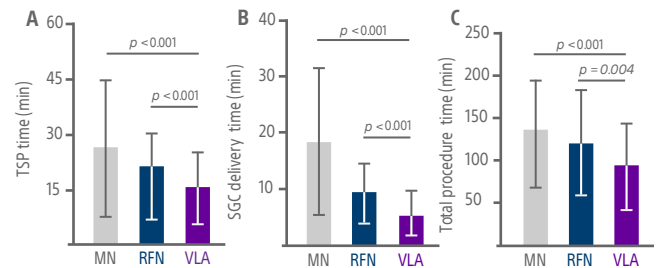 A
TSP time (min)
60
45
30
15
p < 0.001
p < 0.001
MN RFN VLA
B
SGC delivery time (min)
40
30
20
10
p < 0.001
p < 0.001
MN RFN VLA
C
Total procedure time (min)
250
200
150
100
50
p < 0.001
p = 0.004
MN RFN VLA